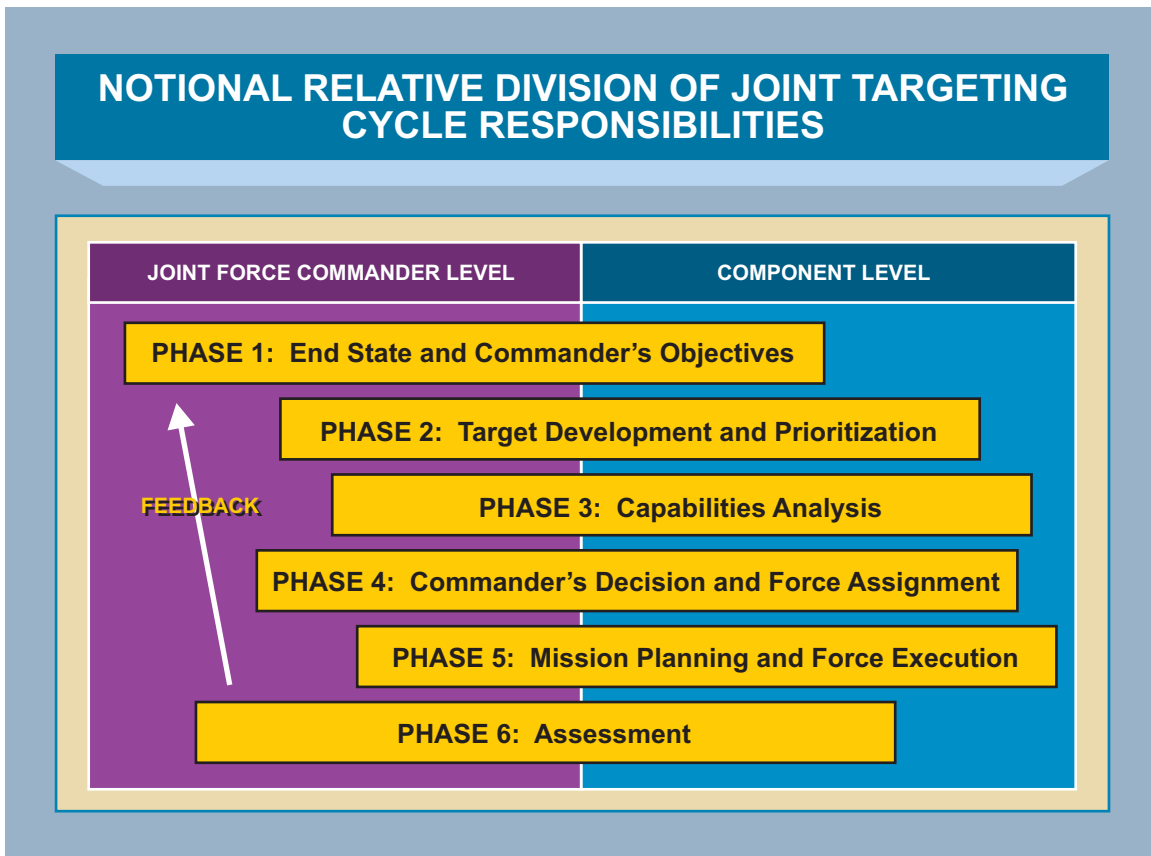 NOTIONAL RELATIVE DIVISION OF JOINT TARGETING
CYCLE RESPONSIBILITIES
JOINT FORCE COMMANDER LEVEL
COMPONENT LEVEL
PHASE 1:  End State and Commander’s Objectives
PHASE 2:  Target Development and Prioritization
FEEDBACK
PHASE 3:  Capabilities Analysis
PHASE 4:  Commander’s Decision and Force Assignment
PHASE 5:  Mission Planning and Force Execution
PHASE 6:  Assessment